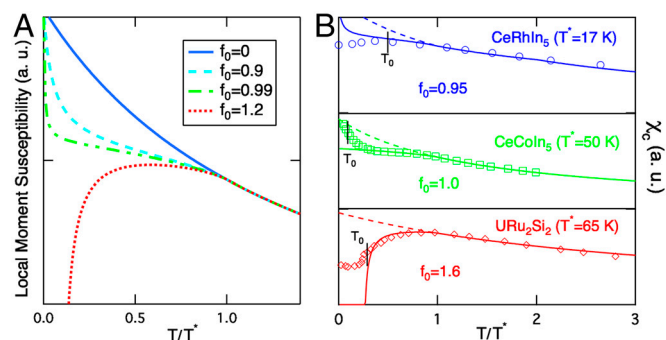 A
Local Moment Susceptibility (a. u.)
f₀=0
f₀=0.9
f₀=0.99
f₀=1.2
0.0
0.5
1.0
T/T*
B
CeRhIn₅ (T*=17 K)
T₀
f₀=0.95
CeCoIn₅ (T*=50 K)
T₀
f₀=1.0
URu₂Si₂ (T*=65 K)
T₀
f₀=1.6
χc (a. u.)
0
1
2
3
T/T*